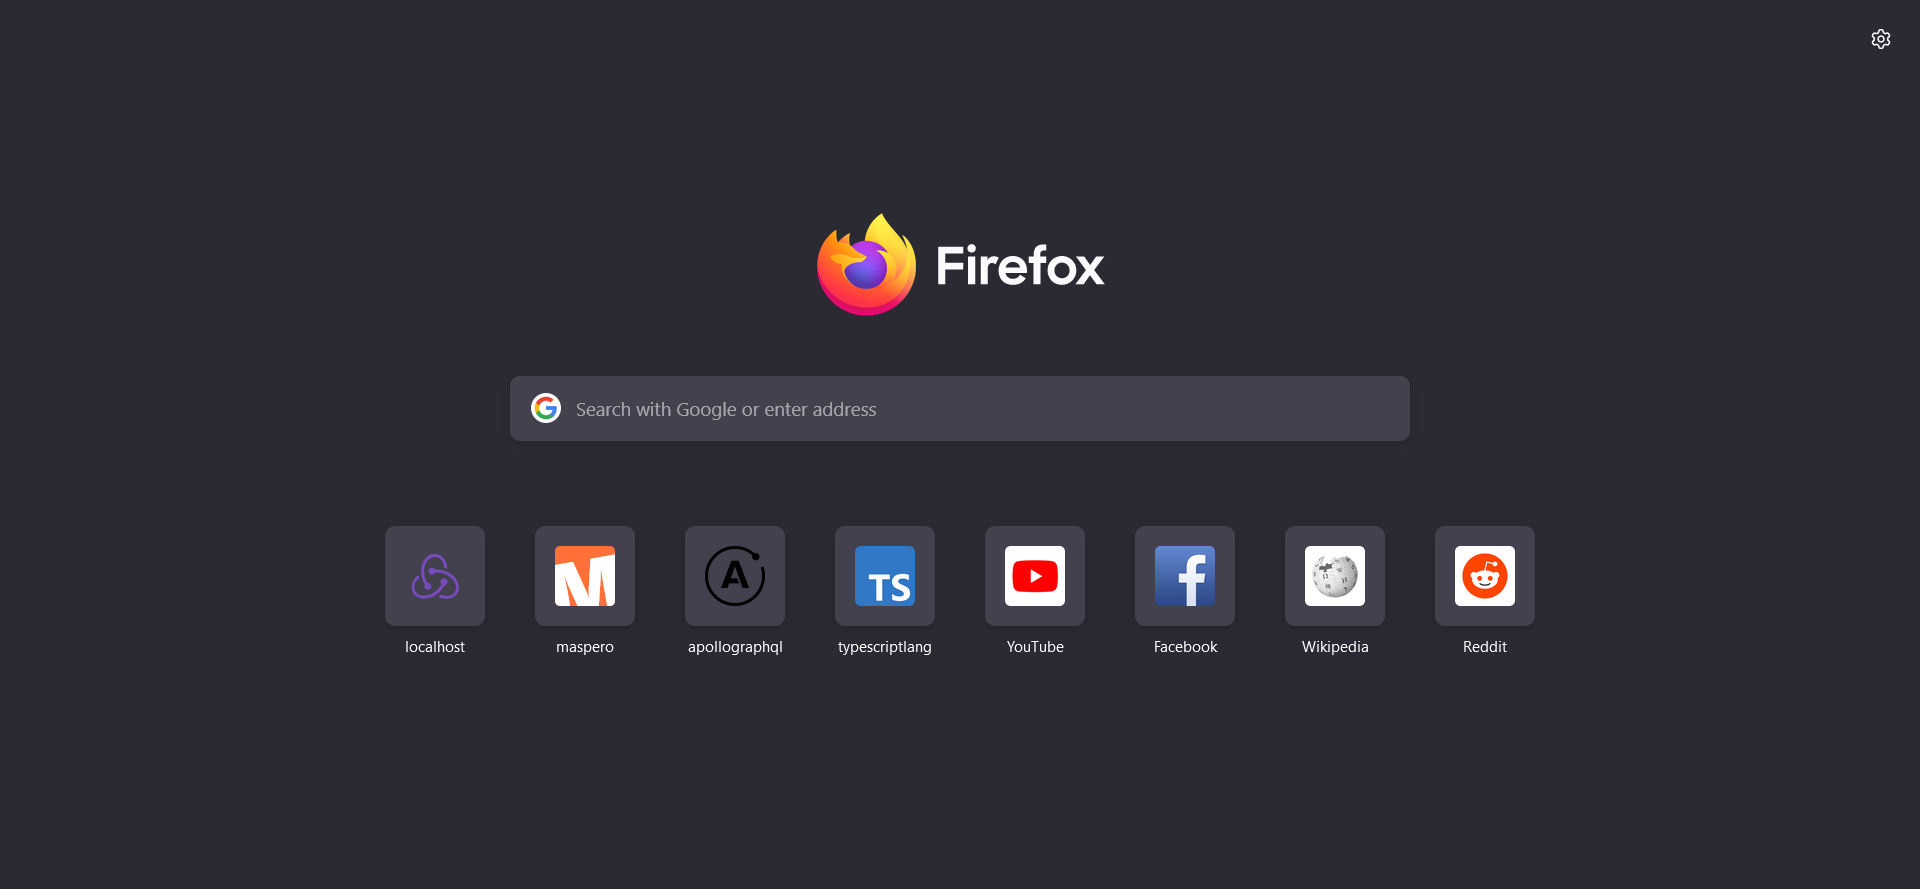 Firefox
Search with Google or enter address
localhost
maspero
apollographql
typescriptlang
YouTube
Facebook
Wikipedia
Reddit